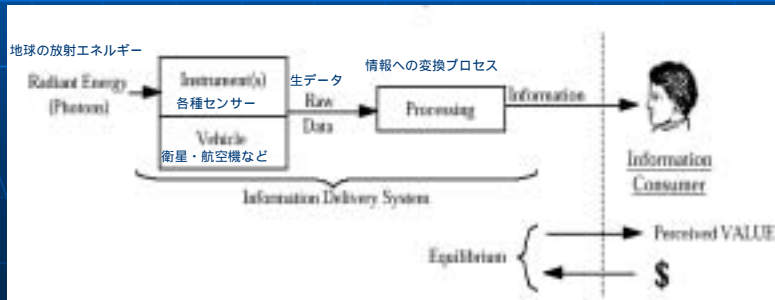 地球の放射エネルギー
Radiant Energy
(Photons)
Instrument(s)
各種センサー
Vehicle
衛星・航空機など
生データ
Raw
Data
情報への変換プロセス
Processing
Information
Information
Consumer
Information Delivery System
Equilibrium
Perceived VALUE
$